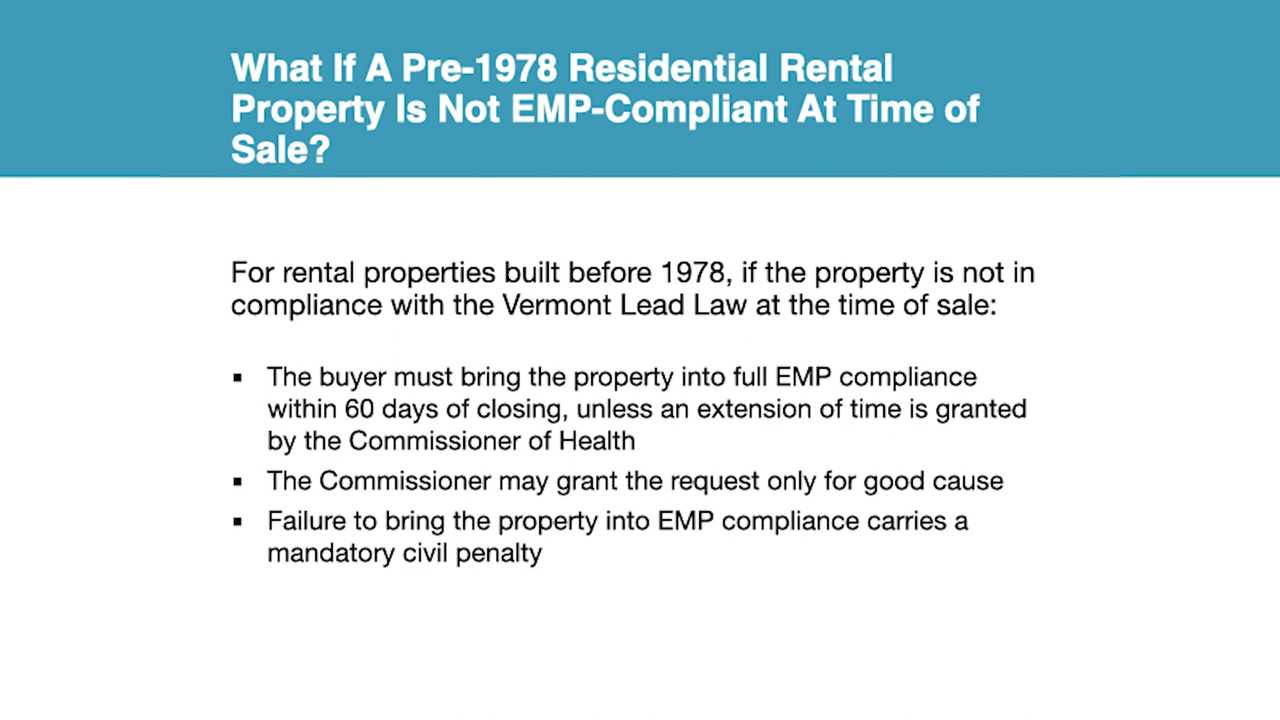 What If A Pre-1978 Residential Rental
Property Is Not EMP-Compliant At Time of
Sale?
For rental properties built before 1978, if the property is not in
compliance with the Vermont Lead Law at the time of sale:
▪ The buyer must bring the property into full EMP compliance
within 60 days of closing, unless an extension of time is granted
by the Commissioner of Health
▪ The Commissioner may grant the request only for good cause
▪ Failure to bring the property into EMP compliance carries a
mandatory civil penalty